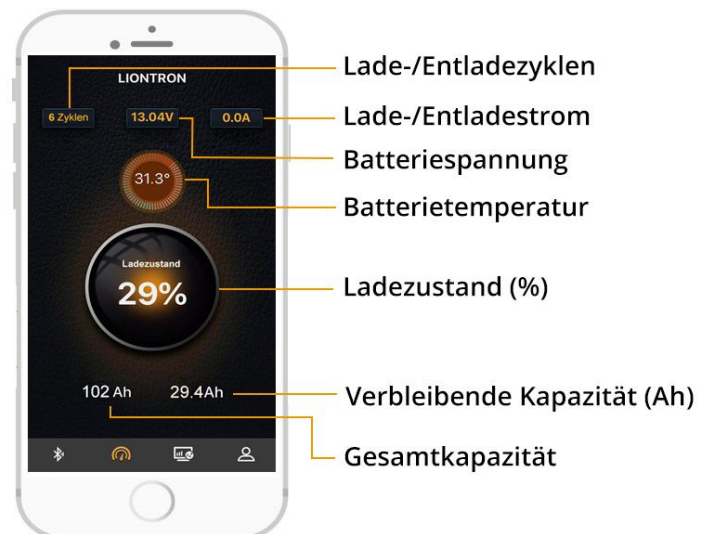 LIONTRON
6 Zyklen
13.04V
0.0A
31.3°
Ladezustand
29%
102 Ah
29.4Ah
Lade-/Entladezyklen
Lade-/Entladestrom
Batteriespannung
Batterietemperatur
Ladezustand (%)
Verbleibende Kapazität (Ah)
Gesamtkapazität